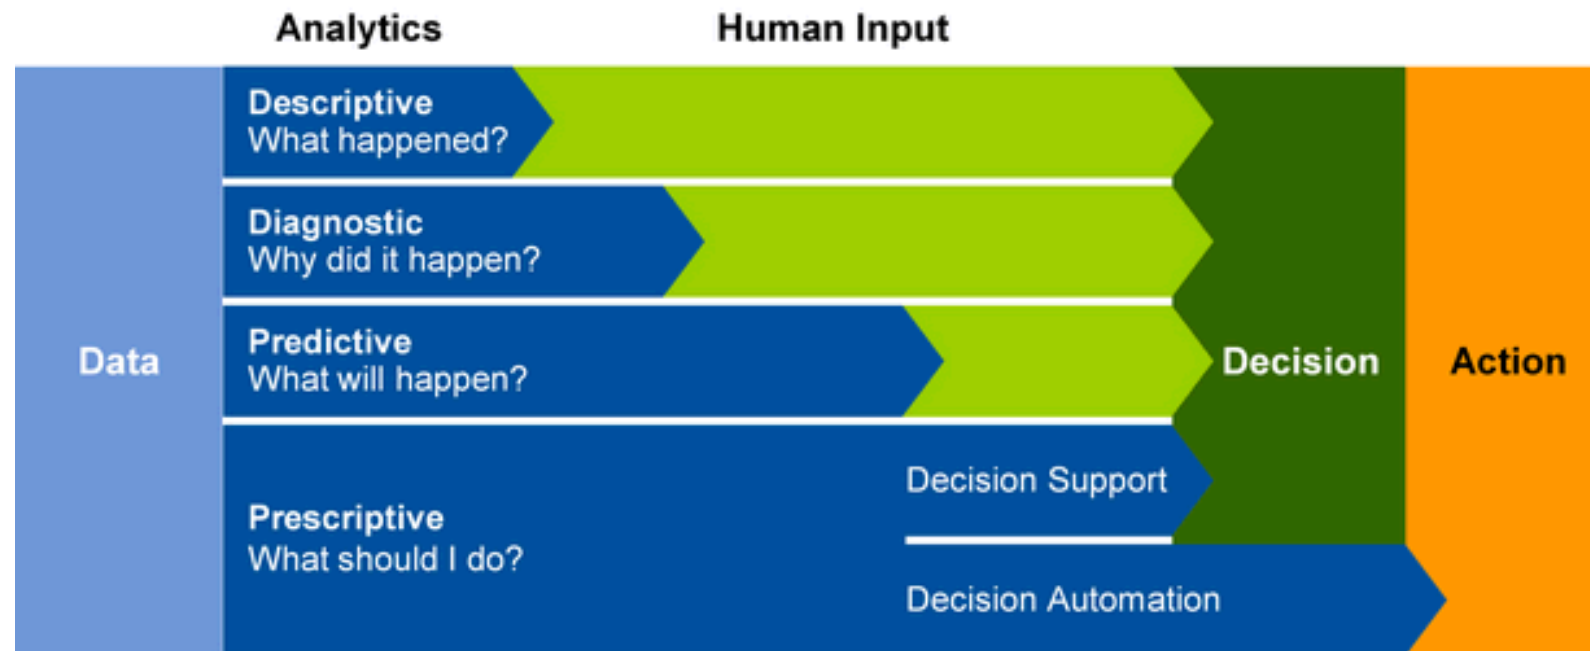 Analytics
Human Input
Data
Descriptive
What happened?
Diagnostic
Why did it happen?
Predictive
What will happen?
Prescriptive
What should I do?
Decision Support
Decision Automation
Decision
Action